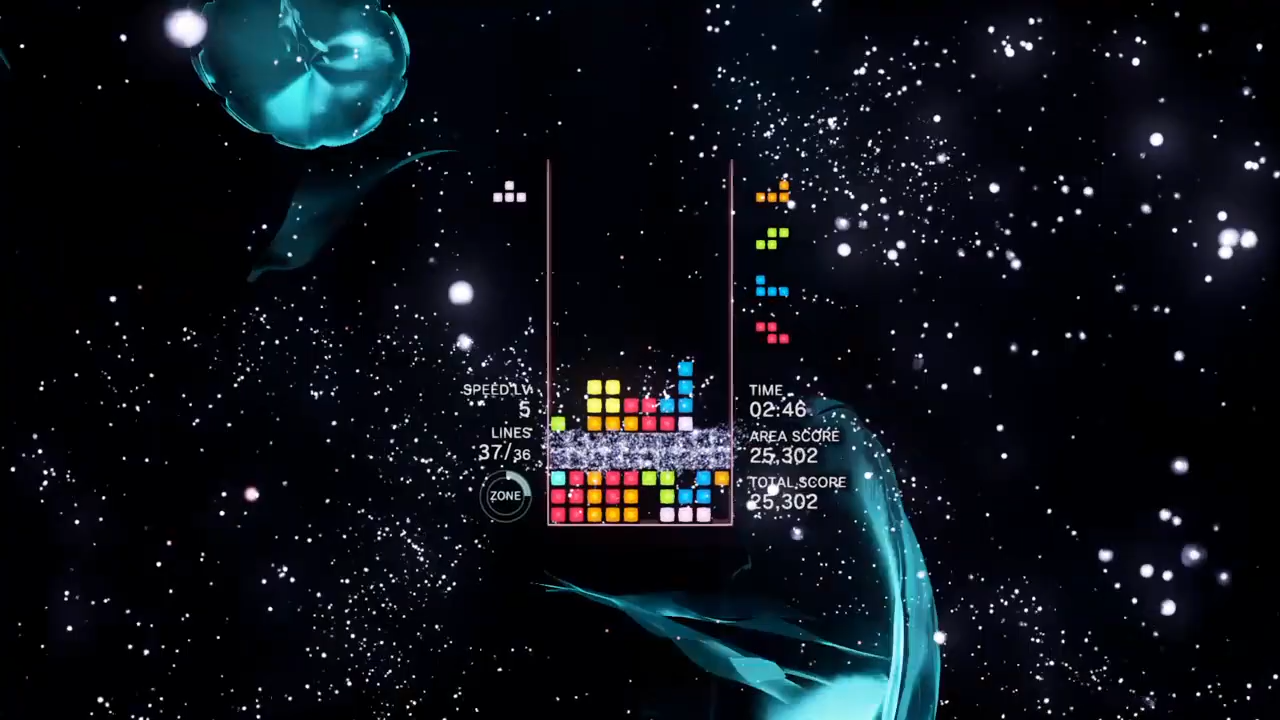 SPEED LV
5
LINES
37/36
ZONE
TIME
02:46
AREA SCORE
25,302
TOTAL SCORE
25,302